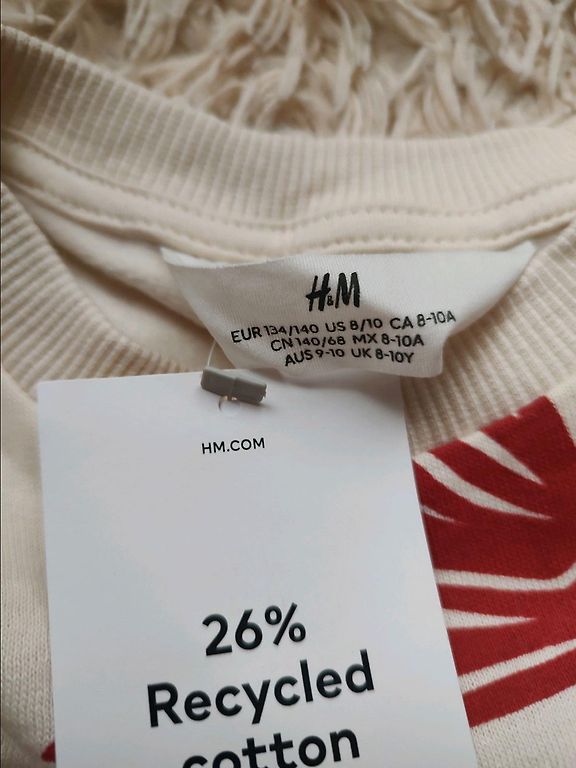 H&M
EUR 134/140 US 8/10 CA 8-10A
CN 140/68 MX 8-10A
AUS 9-10 UK 8-10Y
HM.COM
26%
Recycled
cotton